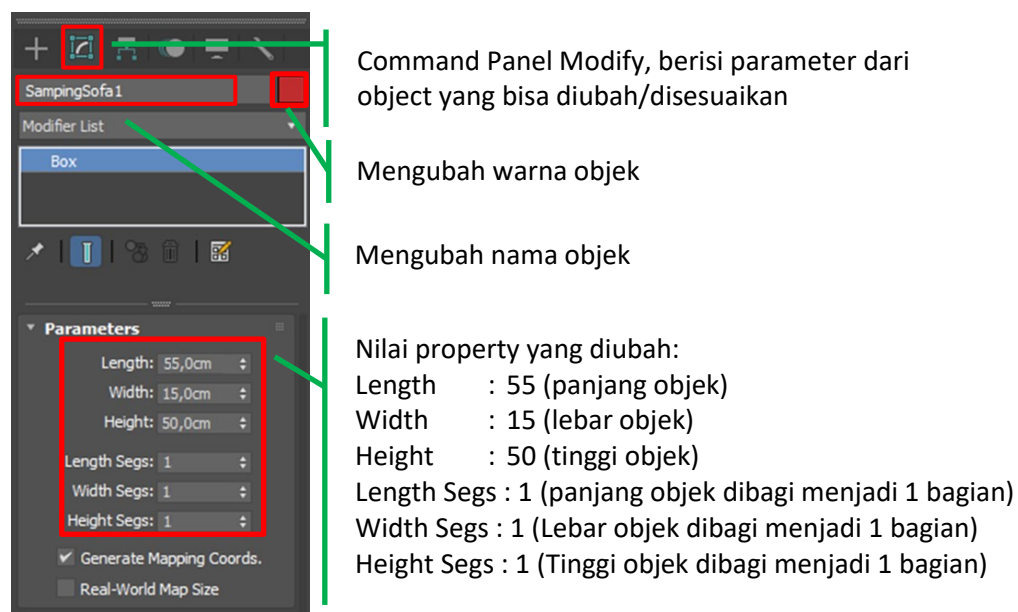 Command Panel Modify, berisi parameter dari
object yang bisa diubah/disesuaikan
SampingSofa1
Modifier List
Box
Mengubah warna objek
Mengubah nama objek
Parameters
Length: 55,0cm
Width: 15,0cm
Height: 50,0cm
Length Segs: 1
Width Segs: 1
Height Segs: 1
Generate Mapping Coords.
Real-World Map Size
Nilai property yang diubah:
Length : 55 (panjang objek)
Width : 15 (lebar objek)
Height : 50 (tinggi objek)
Length Segs : 1 (panjang objek dibagi menjadi 1 bagian)
Width Segs : 1 (Lebar objek dibagi menjadi 1 bagian)
Height Segs : 1 (Tinggi objek dibagi menjadi 1 bagian)